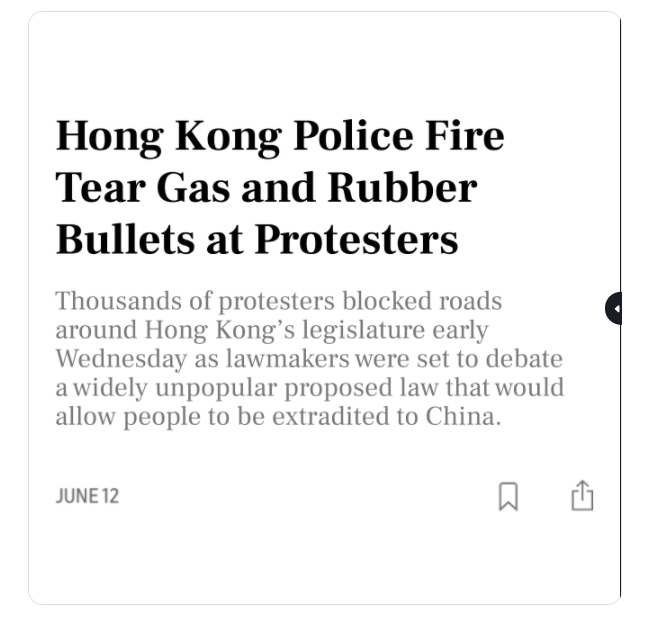 Hong Kong Police Fire
Tear Gas and Rubber
Bullets at Protesters
Thousands of protesters blocked roads
around Hong Kong’s legislature early
Wednesday as lawmakers were set to debate
a widely unpopular proposed law that would
allow people to be extradited to China.
JUNE 12